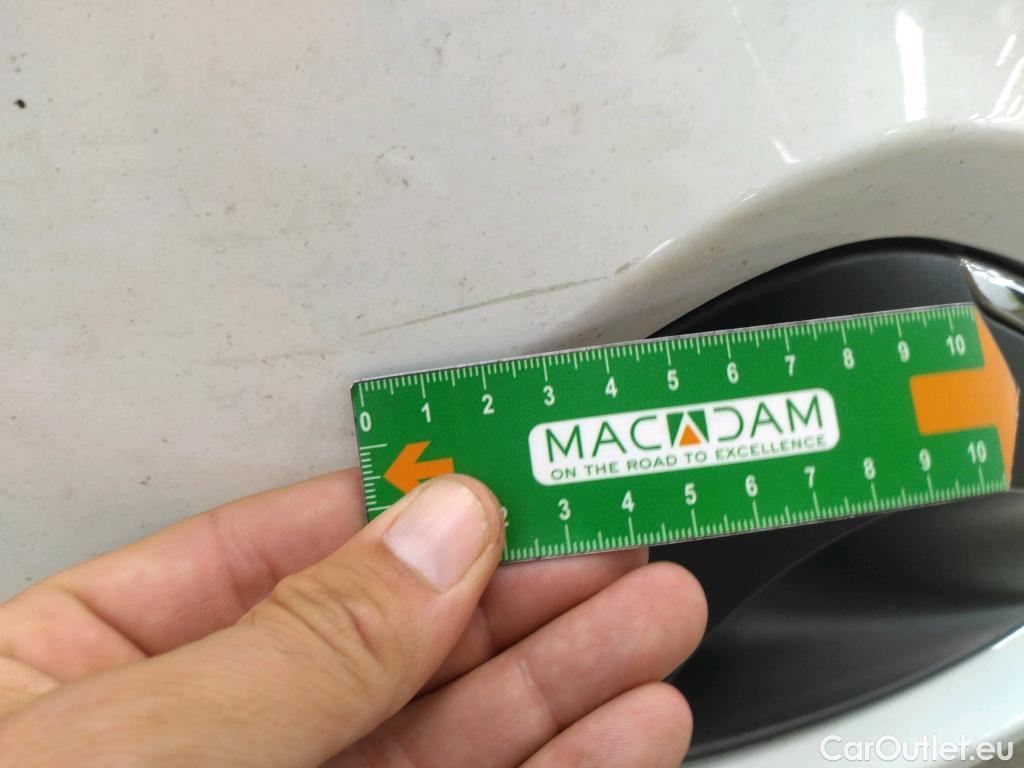 0 1 2 3 4 5 6 7 8 9 10
MACADAM
ON THE ROAD TO EXCELLENCE
2 3 4 5 6 7 8 9 10
CarOutlet.eu